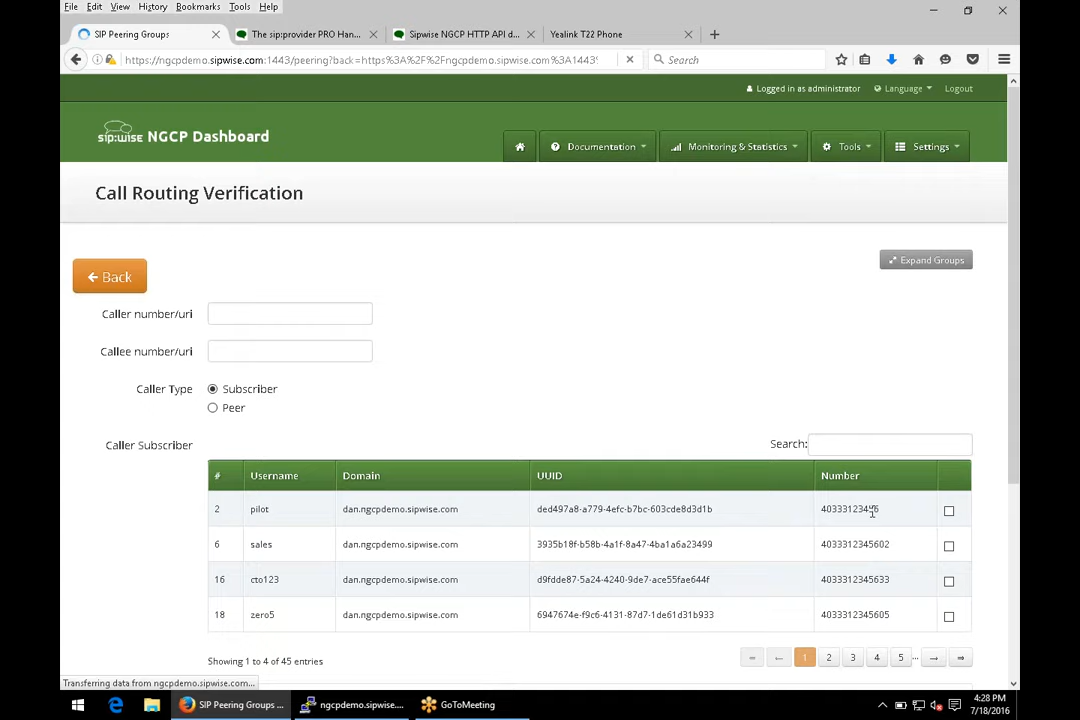 File Edit View History Bookmarks Tools Help
SIP Peering Groups
The sip:provider PRO Han...
Sipwise NGCP HTTP API d...
Yealink T22 Phone
https://ngcpdemo.sipwise.com:1443/peering?back=https%3A%2F%2Fngcpdemo.sipwise.com%3A1443%
Search
Logged in as administrator
Language
Logout
sip:wise NGCP Dashboard
Documentation
Monitoring & Statistics
Tools
Settings
Call Routing Verification
Expand Groups
Back
Caller number/uri
Callee number/uri
Caller Type
Subscriber
Peer
Caller Subscriber
Search:
# Username Domain UUID Number
2 pilot dan.ngcpdemo.sipwise.com ded497a8-a779-4efc-b7bc-603cde8d3d1b 40333123456
6 sales dan.ngcpdemo.sipwise.com 3935b18f-b58b-4a1f-8a47-4ba1a6a23499 4033312345602
16 cto123 dan.ngcpdemo.sipwise.com d9fdde87-5a24-4240-9de7-ace55fae644f 4033312345633
18 zero5 dan.ngcpdemo.sipwise.com 6947674e-f9c6-4131-87d7-1de61d31b933 4033312345605
Showing 1 to 4 of 45 entries
1 2 3 4 5 ...
Transferring data from ngcpdemo.sipwise.com...
SIP Peering Groups ...
ngcpdemo.sipwise....
GoToMeeting
4:28 PM
7/18/2016